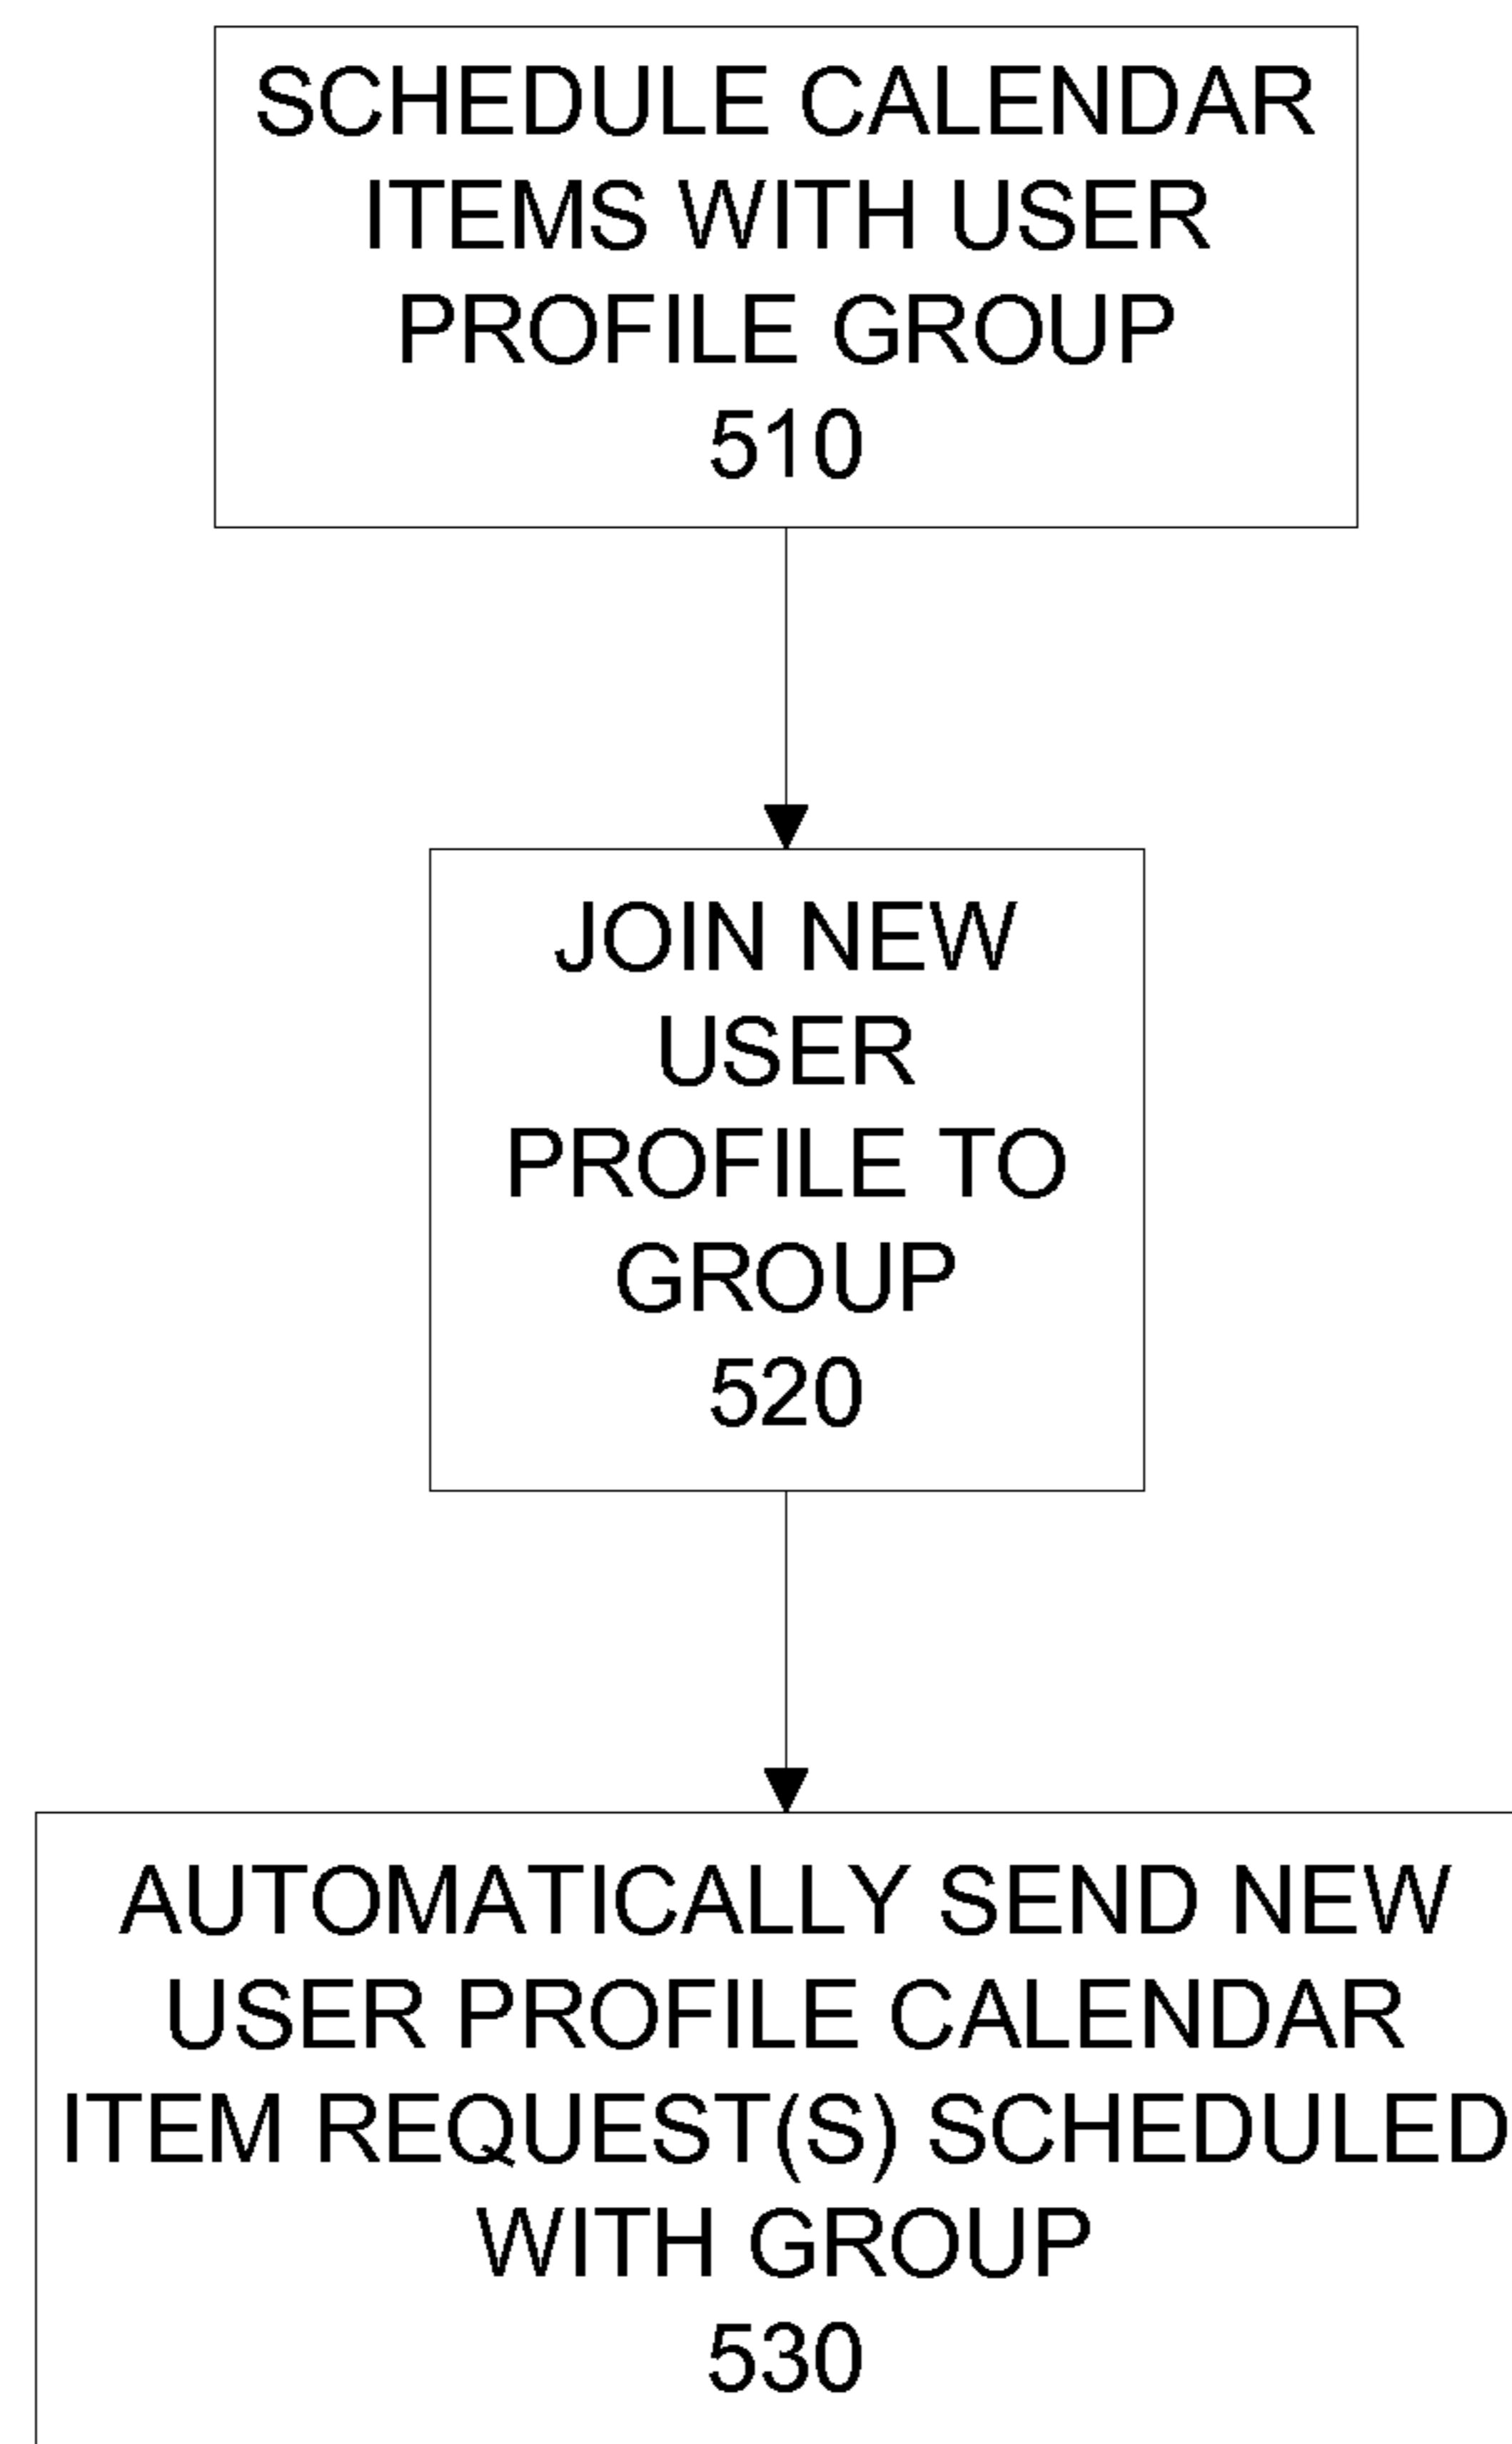 SCHEDULE CALENDAR
ITEMS WITH USER
PROFILE GROUP
510
JOIN NEW
USER
PROFILE TO
GROUP
520
AUTOMATICALLY SEND NEW
USER PROFILE CALENDAR
ITEM REQUEST(S) SCHEDULED
WITH GROUP
530